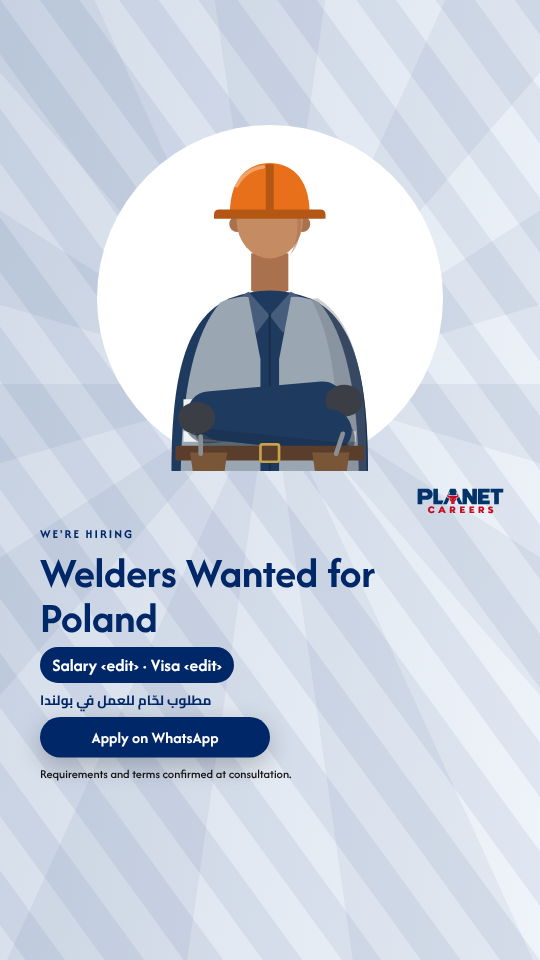 PLANET
CAREERS
WE'RE HIRING
Welders Wanted for
Poland
Salary <edit> · Visa <edit>
مطلوب لحّام للعمل في بولندا
Apply on WhatsApp
Requirements and terms confirmed at consultation.